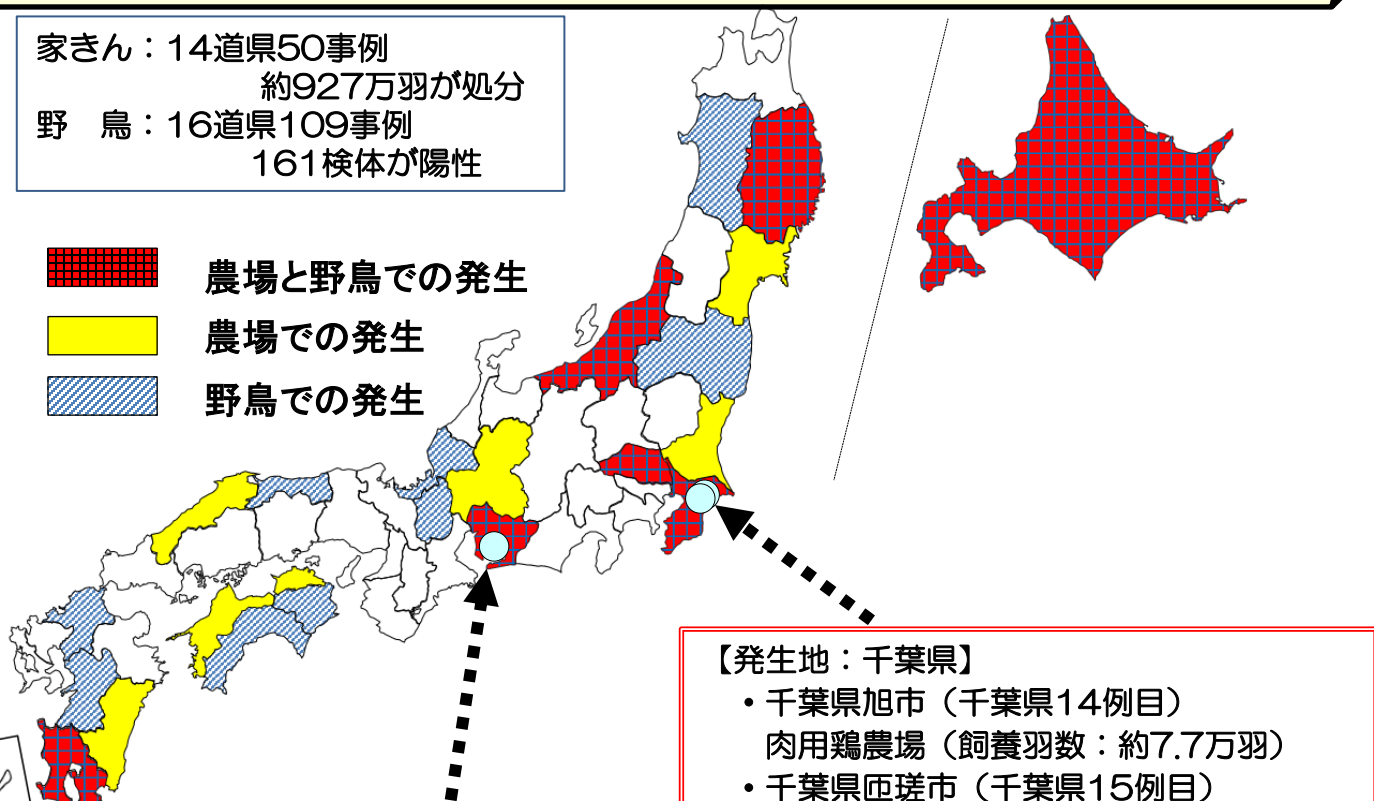 家きん：14道県50事例
約927万羽が処分
野　鳥：16道県109事例
161検体が陽性
農場と野鳥での発生
農場での発生
野鳥での発生
【発生地：千葉県】
・千葉県旭市（千葉県14例目）
肉用鶏農場（飼養羽数：約7.7万羽）
・千葉県匝瑳市（千葉県15例目）